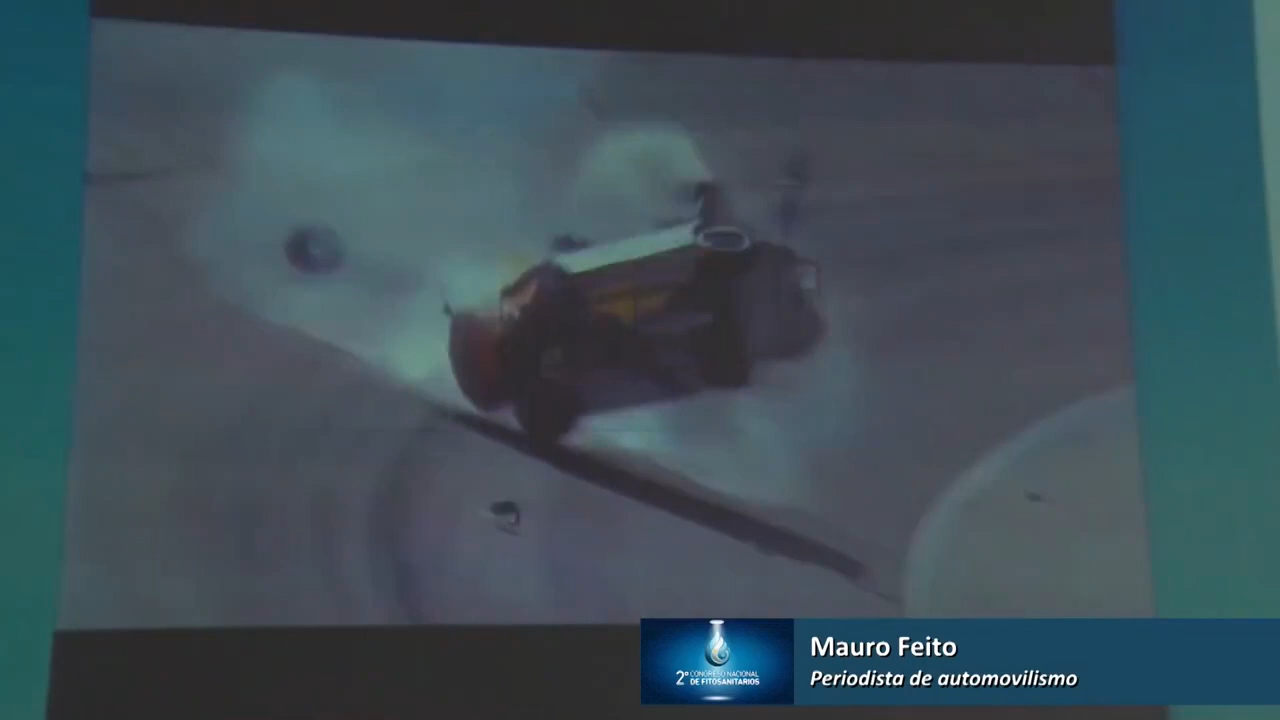 2º CONGRESO NACIONAL
DE FITOSANITARIOS
Mauro Feito
Periodista de automovilismo